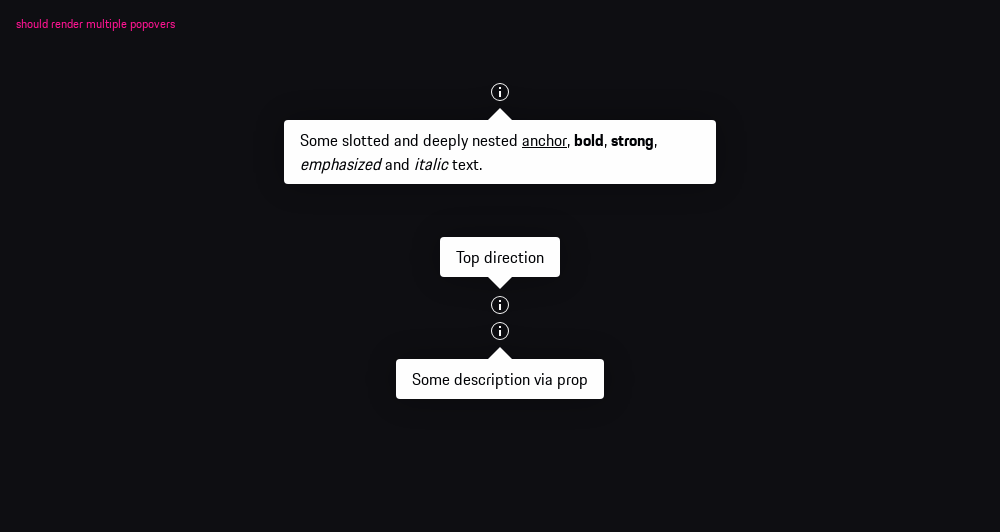 should render multiple popovers
Some slotted and deeply nested anchor, bold, strong,
emphasized and italic text.
Top direction
Some description via prop